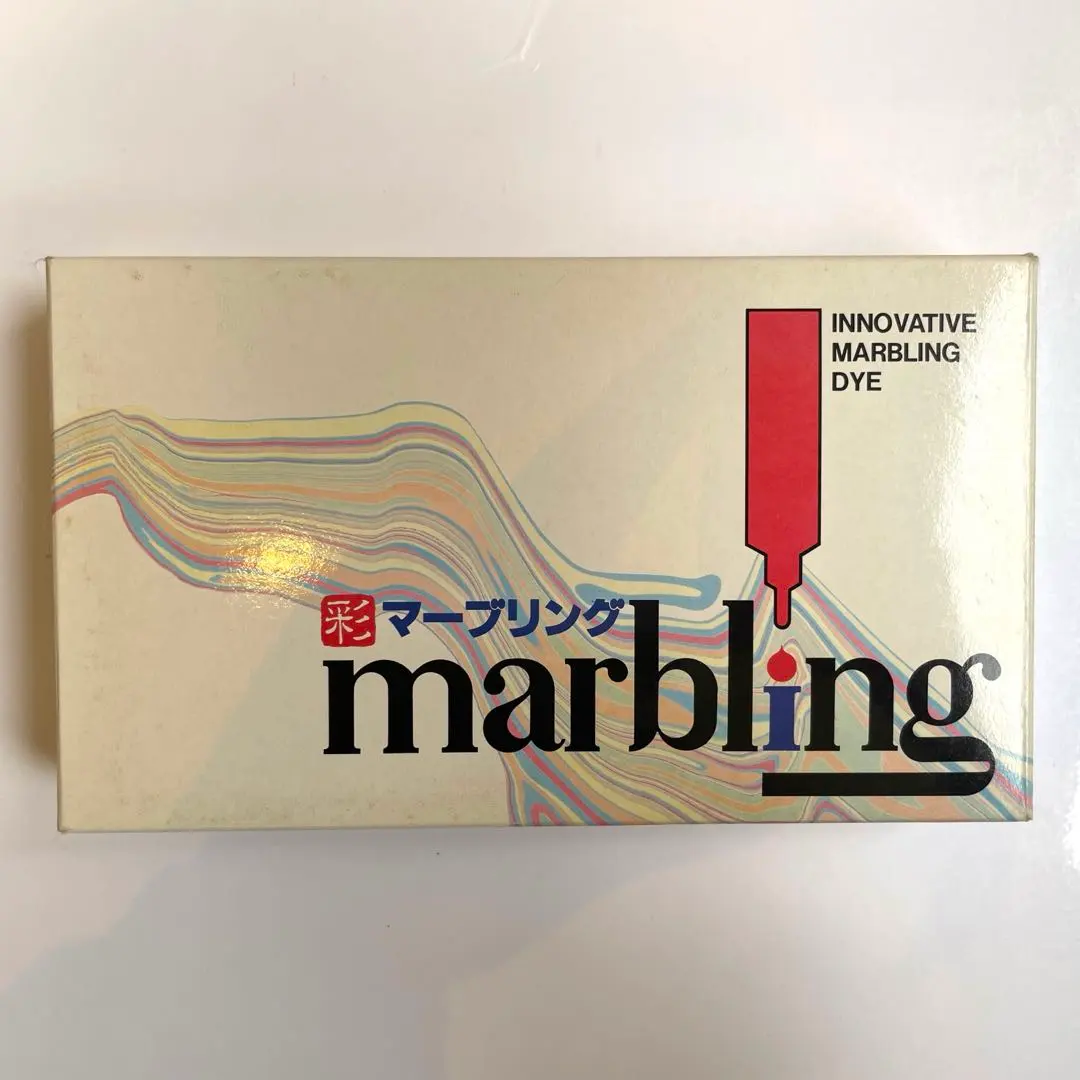 INNOVATIVE
MARBLING
DYE
彩 マーブリング
marbling